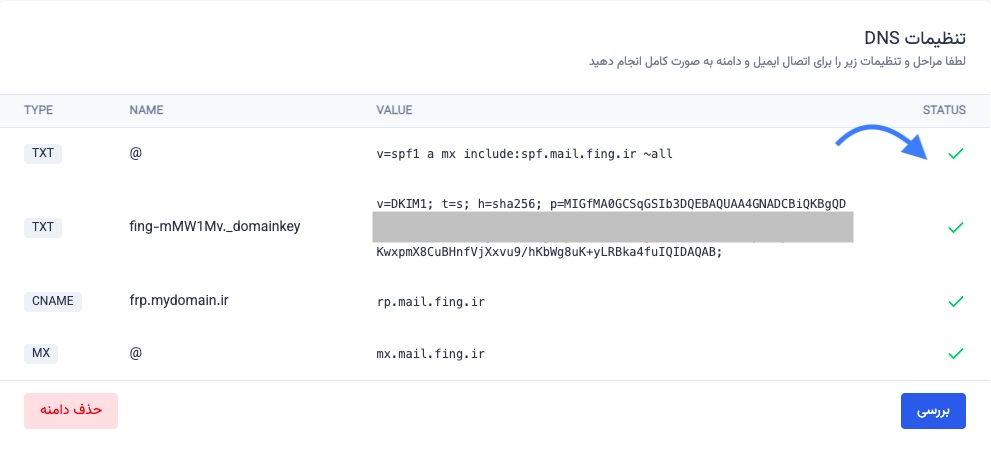 تنظیمات DNS
لطفا مراحل و تنظیمات زیر را برای اتصال ایمیل و دامنه به صورت کامل انجام دهید
TYPE NAME VALUE STATUS
TXT @ v=spf1 a mx include:spf.mail.fing.ir ~all
v=DKIM1; t=s; h=sha256; p=MIGfMA0GCSqGSIb3DQEBAQUAA4GNADCBiQKBgQD
TXT fing-mMW1Mv._domainkey
KwxpmX8CuBHnfVjXxvu9/hKbWg8uK+yLRBka4fuIQIDAQAB;
CNAME frp.mydomain.ir rp.mail.fing.ir
MX @ mx.mail.fing.ir
حذف دامنه بررسی